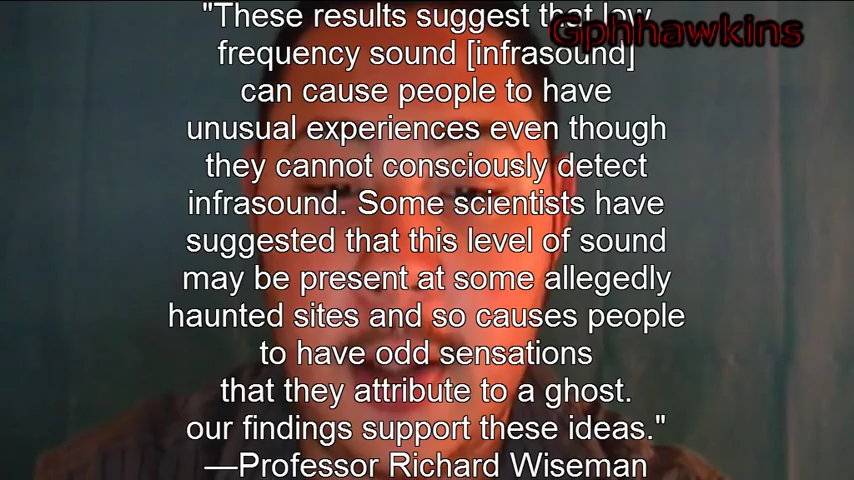 "These results suggest that low
Gphhawkins
frequency sound [infrasound]
can cause people to have
unusual experiences even though
they cannot consciously detect
infrasound. Some scientists have
suggested that this level of sound
may be present at some allegedly
haunted sites and so causes people
to have odd sensations
that they attribute to a ghost.
our findings support these ideas."
—Professor Richard Wiseman